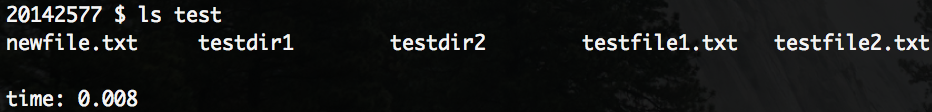 20142577 $ ls test
newfile.txt testdir1 testdir2 testfile1.txt testfile2.txt
time: 0.008